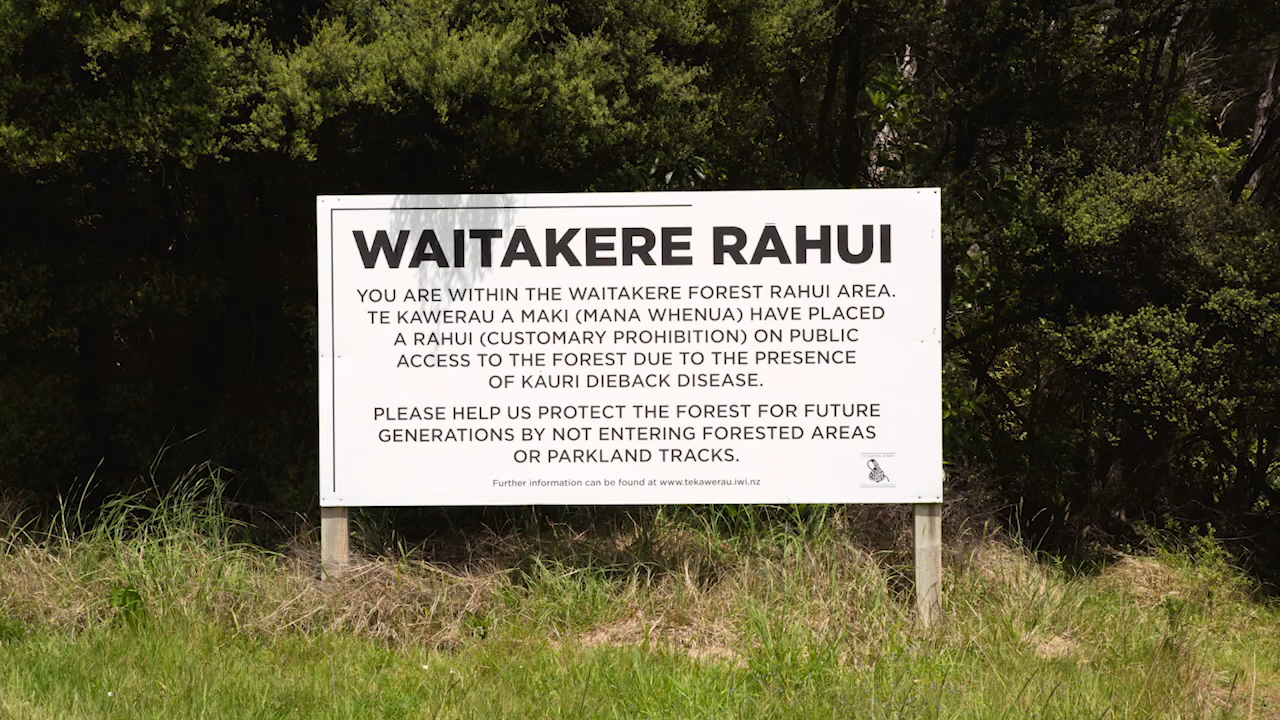 WAITĀKERE RĀHUI
YOU ARE WITHIN THE WAITAKERE FOREST RAHUI AREA.
TE KAWERAU A MAKI (MANA WHENUA) HAVE PLACED
A RAHUI (CUSTOMARY PROHIBITION) ON PUBLIC
ACCESS TO THE FOREST DUE TO THE PRESENCE
OF KAURI DIEBACK DISEASE.
PLEASE HELP US PROTECT THE FOREST FOR FUTURE
GENERATIONS BY NOT ENTERING FORESTED AREAS
OR PARKLAND TRACKS.
Further information can be found at www.tekawerau.iwi.nz